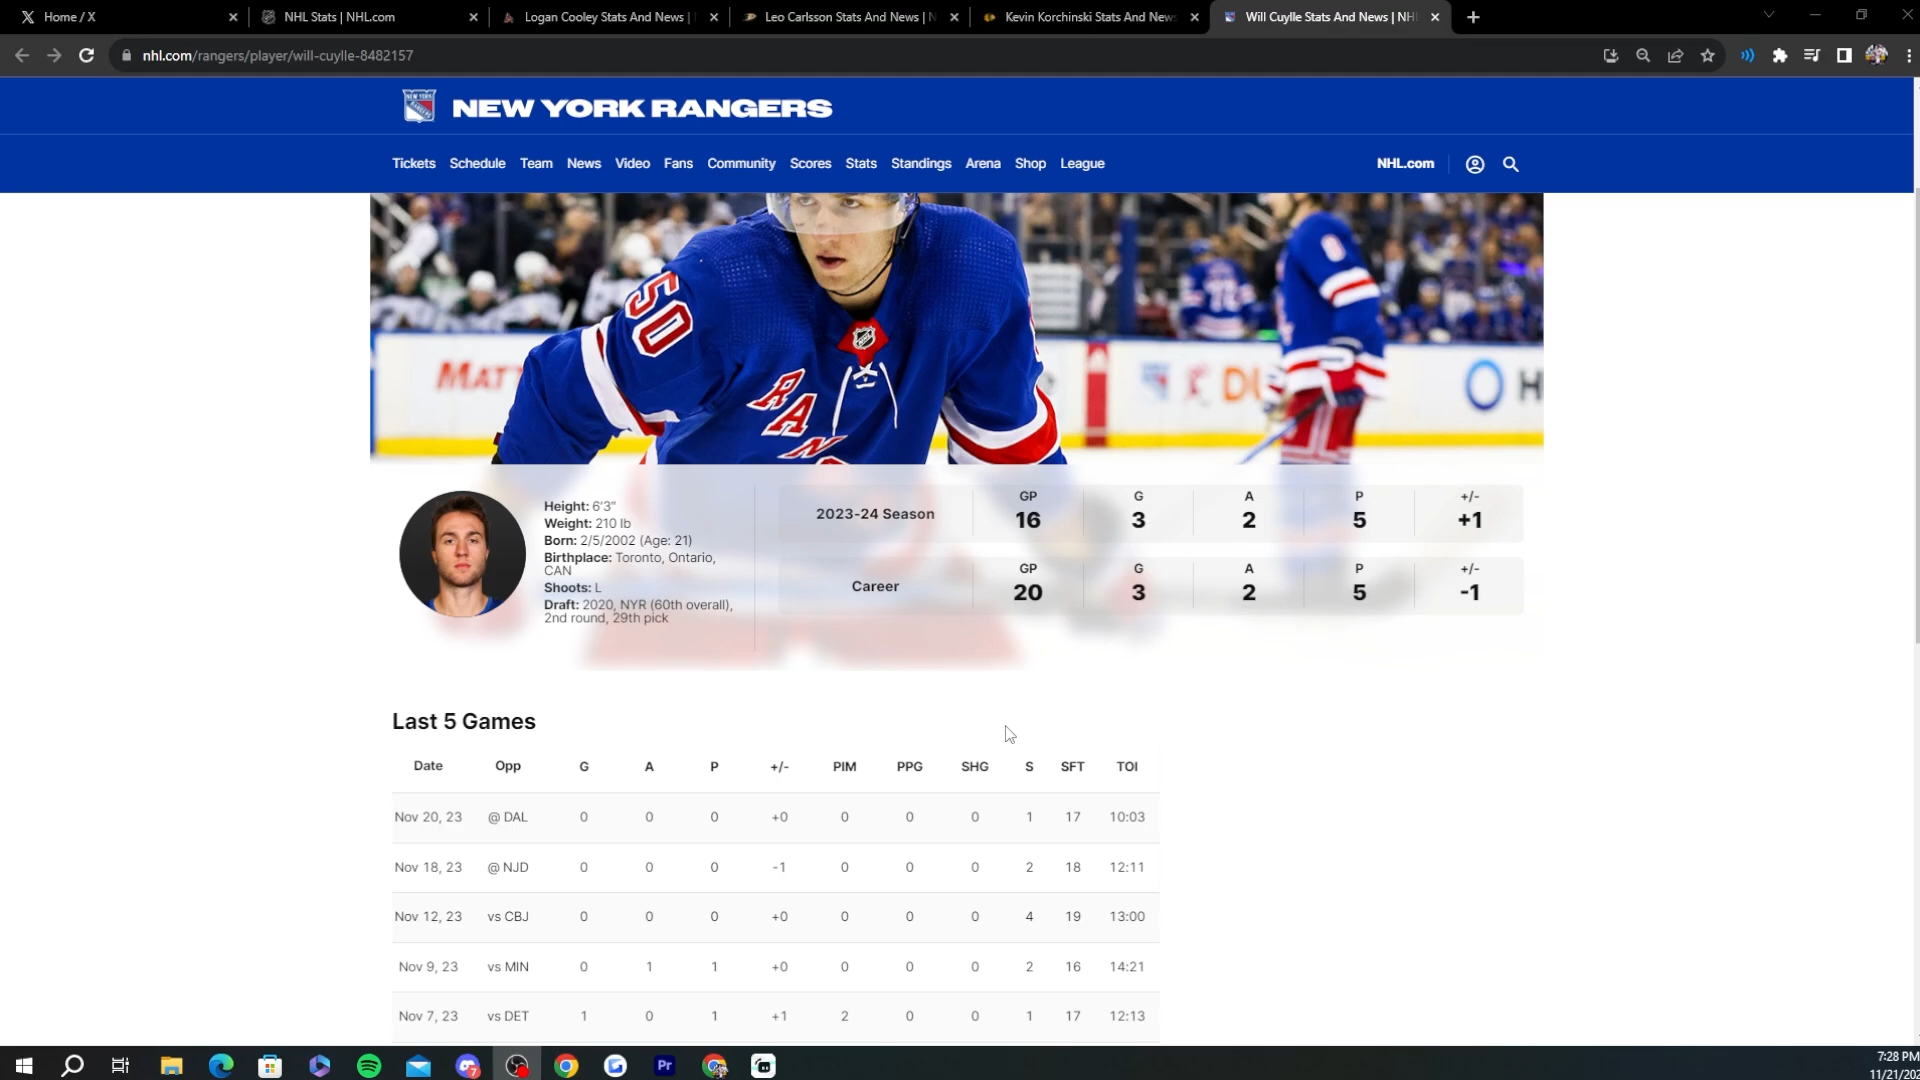 Home / X
NHL Stats | NHL.com
Logan Cooley Stats And News |
Leo Carlsson Stats And News | N
Kevin Korchinski Stats And News
Will Cuylle Stats And News | NH
nhl.com/rangers/player/will-cuylle-8482157
NEW YORK RANGERS
Tickets Schedule Team News Video Fans Community Scores Stats Standings Arena Shop League NHL.com
50
RAN
MAT
DU
H
8
Height: 6'3"
Weight: 210 lb
Born: 2/5/2002 (Age: 21)
Birthplace: Toronto, Ontario,
CAN
Shoots: L
Draft: 2020, NYR (60th overall),
2nd round, 29th pick
GP G A P +/-
2023-24 Season 16 3 2 5 +1
GP G A P +/-
Career 20 3 2 5 -1
Last 5 Games
Date Opp G A P +/- PIM PPG SHG S SFT TOI
Nov 20, 23 @ DAL 0 0 0 +0 0 0 0 1 17 10:03
Nov 18, 23 @ NJD 0 0 0 -1 0 0 0 2 18 12:11
Nov 12, 23 vs CBJ 0 0 0 +0 0 0 0 4 19 13:00
Nov 9, 23 vs MIN 0 1 1 +0 0 0 0 2 16 14:21
Nov 7, 23 vs DET 1 0 1 +1 2 0 0 1 17 12:13
Pr
7:28 PM
11/21/202